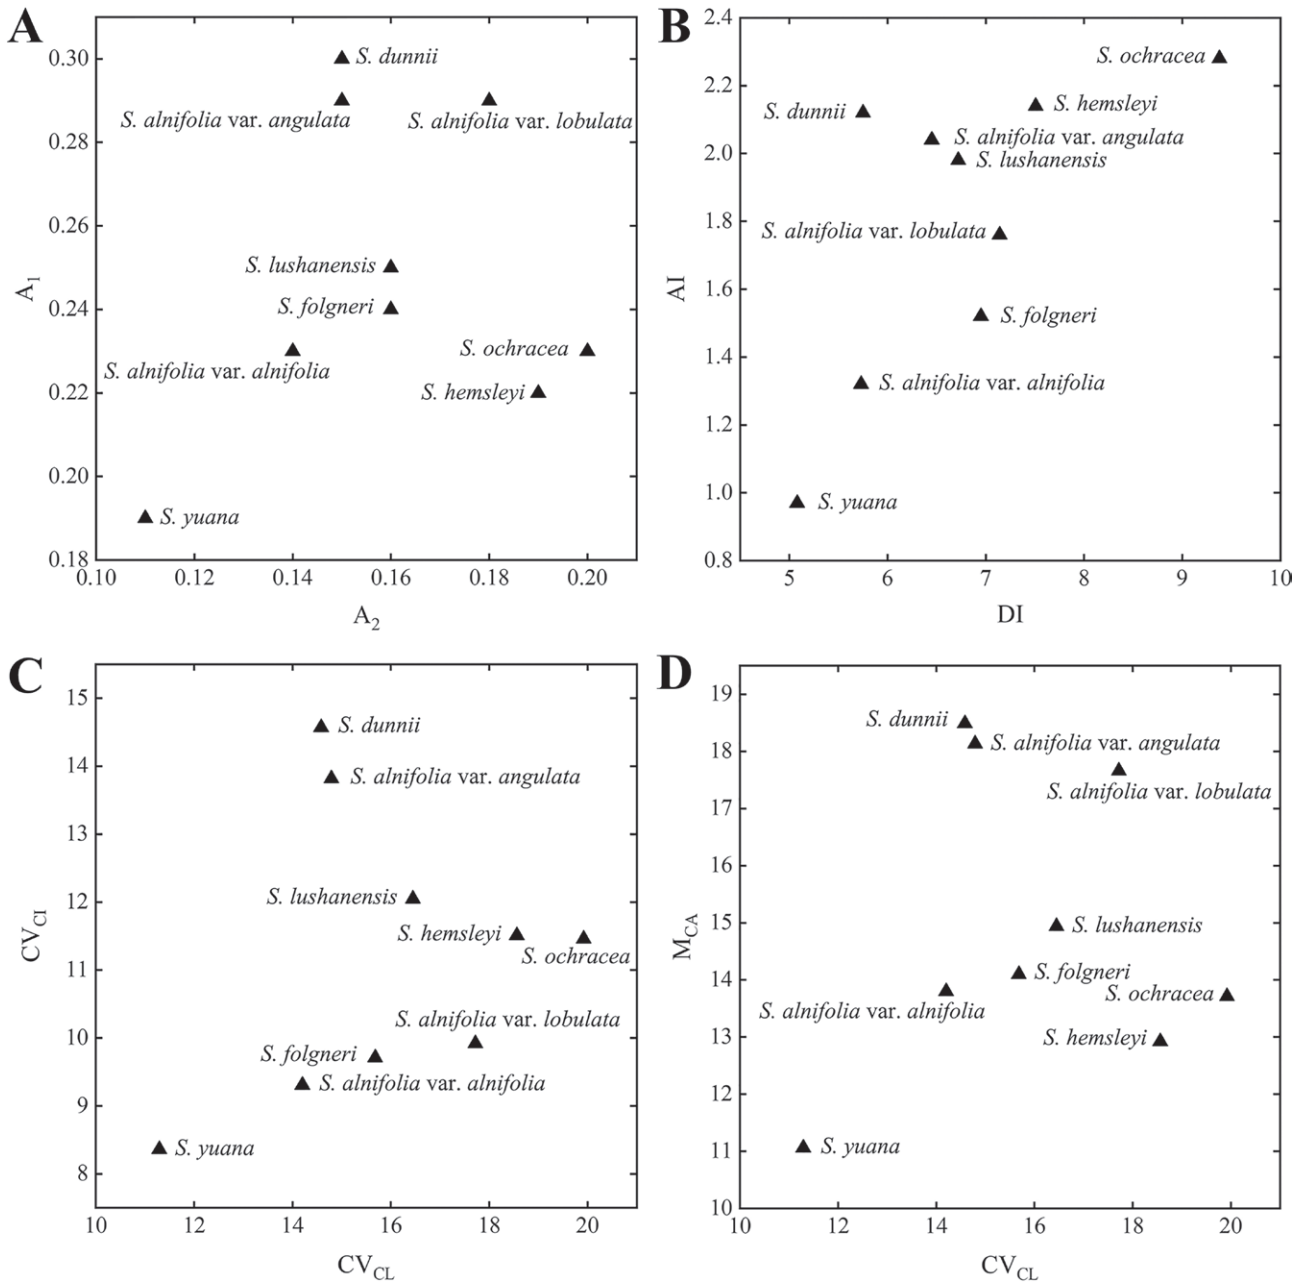 A
0.30
S. dunnii
S. alnifolia var. angulata
S. alnifolia var. lobulata
0.28
0.26
S. lushanensis
A1
0.24
S. folgneri
S. ochracea
S. alnifolia var. alnifolia
0.22
S. hemsleyi
0.20
S. yuana
0.18
0.10 0.12 0.14 0.16 0.18 0.20
A2
B
2.4
S. ochracea
2.2
S. dunnii
S. hemsleyi
S. alnifolia var. angulata
2.0
S. lushanensis
1.8
S. alnifolia var. lobulata
AI
1.6
S. folgneri
1.4
S. alnifolia var. alnifolia
1.2
1.0
S. yuana
0.8
5 6 7 8 9 10
DI
C
15
S. dunnii
14
S. alnifolia var. angulata
13
12
S. lushanensis
S. hemsleyi
S. ochracea
CVCI
11
10
S. alnifolia var. lobulata
S. folgneri
S. alnifolia var. alnifolia
9
S. yuana
8
10 12 14 16 18 20
CVCL
D
19
S. dunnii
S. alnifolia var. angulata
18
S. alnifolia var. lobulata
17
16
15
S. lushanensis
MCA
S. folgneri
14
S. ochracea
S. alnifolia var. alnifolia
13
S. hemsleyi
12
11
S. yuana
10
10 12 14 16 18 20
CVCL